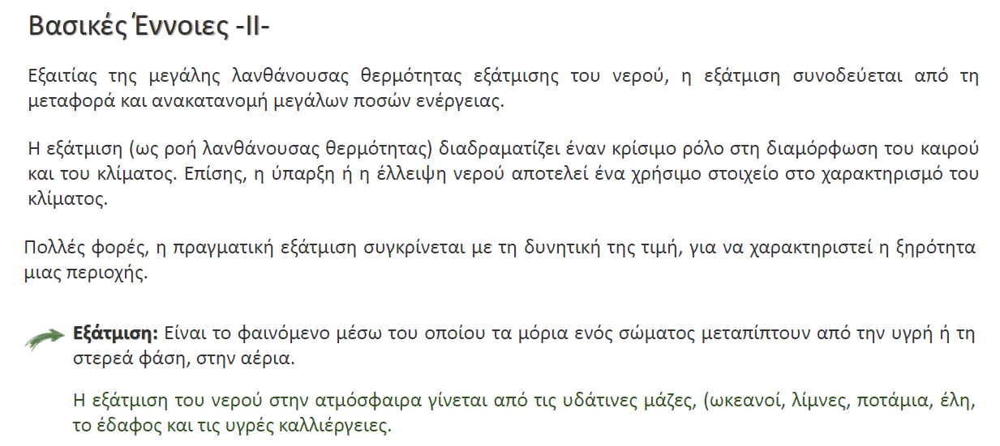 Βασικές Έννοιες -ΙΙ-
Εξαιτίας της μεγάλης λανθάνουσας θερμότητας εξάτμισης του νερού, η εξάτμιση συνοδεύεται από τη
μεταφορά και ανακατανομή μεγάλων ποσών ενέργειας.
Η εξάτμιση (ως ροή λανθάνουσας θερμότητας) διαδραματίζει έναν κρίσιμο ρόλο στη διαμόρφωση του καιρού
και του κλίματος. Επίσης, η ύπαρξη ή η έλλειψη νερού αποτελεί ένα χρήσιμο στοιχείο στο χαρακτηρισμό του
κλίματος.
Πολλές φορές, η πραγματική εξάτμιση συγκρίνεται με τη δυνητική της τιμή, για να χαρακτηριστεί η ξηρότητα
μιας περιοχής.
Εξάτμιση: Είναι το φαινόμενο μέσω του οποίου τα μόρια ενός σώματος μεταπίπτουν από την υγρή ή τη
στερεά φάση, στην αέρια.
Η εξάτμιση του νερού στην ατμόσφαιρα γίνεται από τις υδάτινες μάζες, (ωκεανοί, λίμνες, ποτάμια, έλη,
το έδαφος και τις υγρές καλλιέργειες.